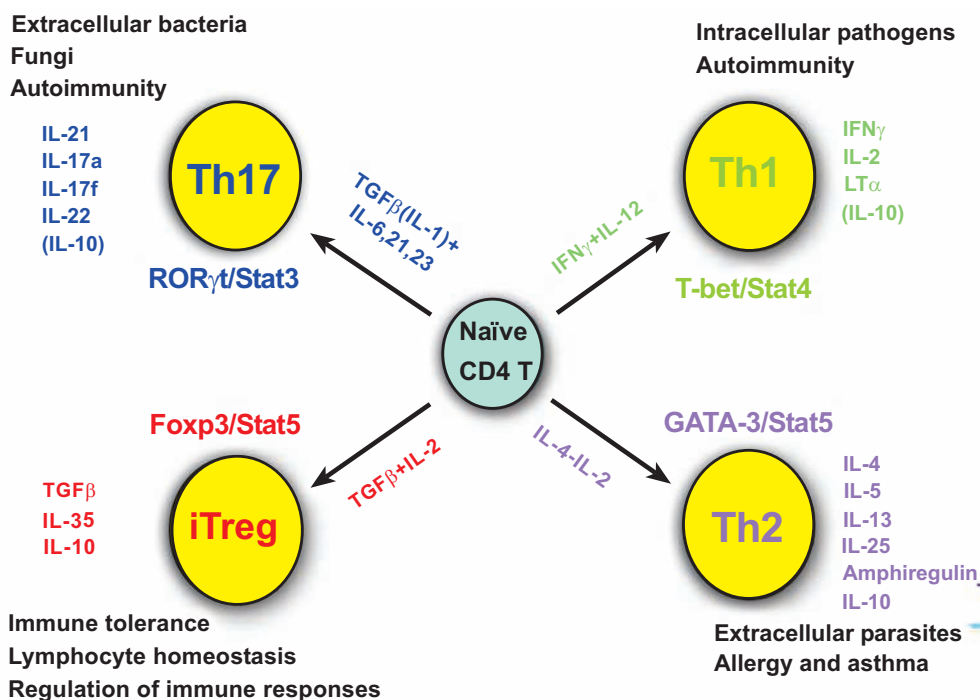 Extracellular bacteria
Fungi
Autoimmunity
IL-21
IL-17a
IL-17f
IL-22
(IL-10)
Th17
RORγt/Stat3
TGFβ(IL-1)+
IL-6,21,23
Intracellular pathogens
Autoimmunity
IFNγ
IL-2
LTα
(IL-10)
Th1
T-bet/Stat4
IFNγ+IL-12
Naïve
CD4 T
Foxp3/Stat5
TGFβ
IL-35
IL-10
iTreg
TGFβ+IL-2
Immune tolerance
Lymphocyte homeostasis
Regulation of immune responses
IL-4-IL-2
GATA-3/Stat5
Th2
IL-4
IL-5
IL-13
IL-25
Amphiregulin
IL-10
Extracellular parasites
Allergy and asthma